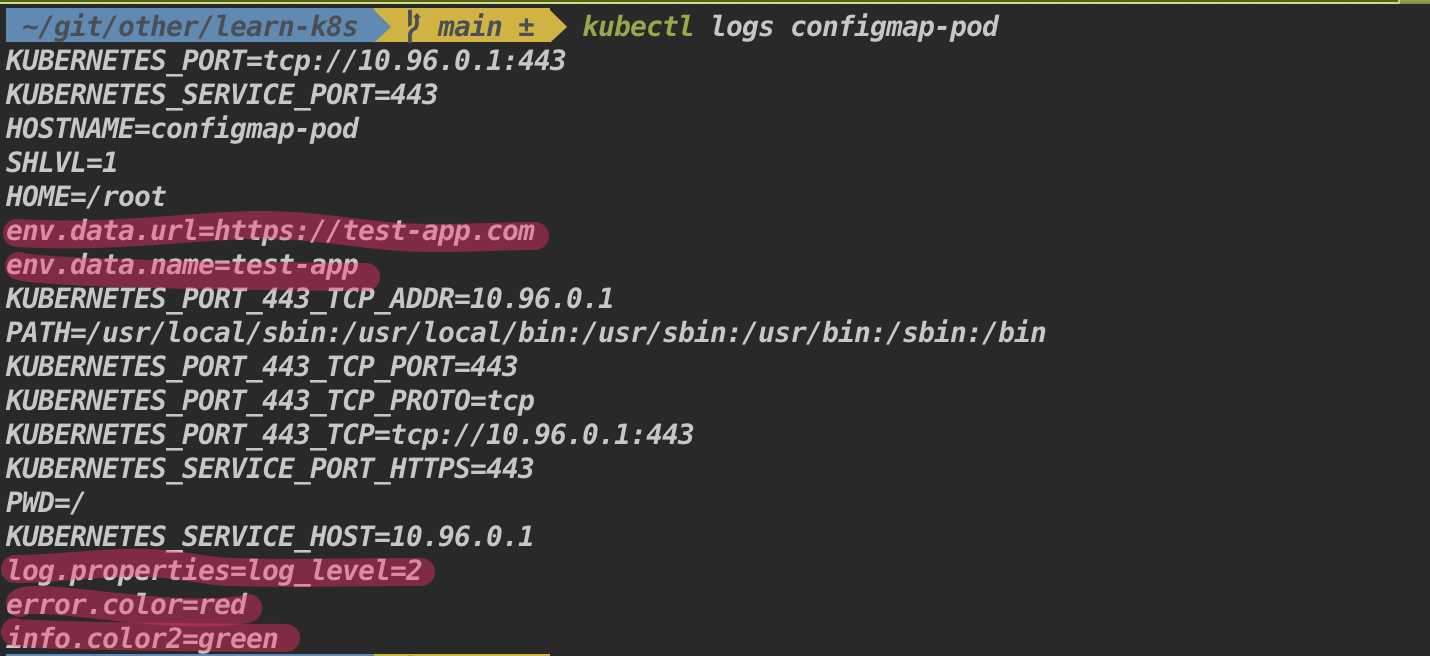 ~/git/other/learn-k8s main ± kubectl logs configmap-pod
KUBERNETES_PORT=tcp://10.96.0.1:443
KUBERNETES_SERVICE_PORT=443
HOSTNAME=configmap-pod
SHLVL=1
HOME=/root
env.data.url=https://test-app.com
env.data.name=test-app
KUBERNETES_PORT_443_TCP_ADDR=10.96.0.1
PATH=/usr/local/sbin:/usr/local/bin:/usr/sbin:/usr/bin:/sbin:/bin
KUBERNETES_PORT_443_TCP_PORT=443
KUBERNETES_PORT_443_TCP_PROTO=tcp
KUBERNETES_PORT_443_TCP=tcp://10.96.0.1:443
KUBERNETES_SERVICE_PORT_HTTPS=443
PWD=/
KUBERNETES_SERVICE_HOST=10.96.0.1
log.properties=log_level=2
error.color=red
info.color2=green